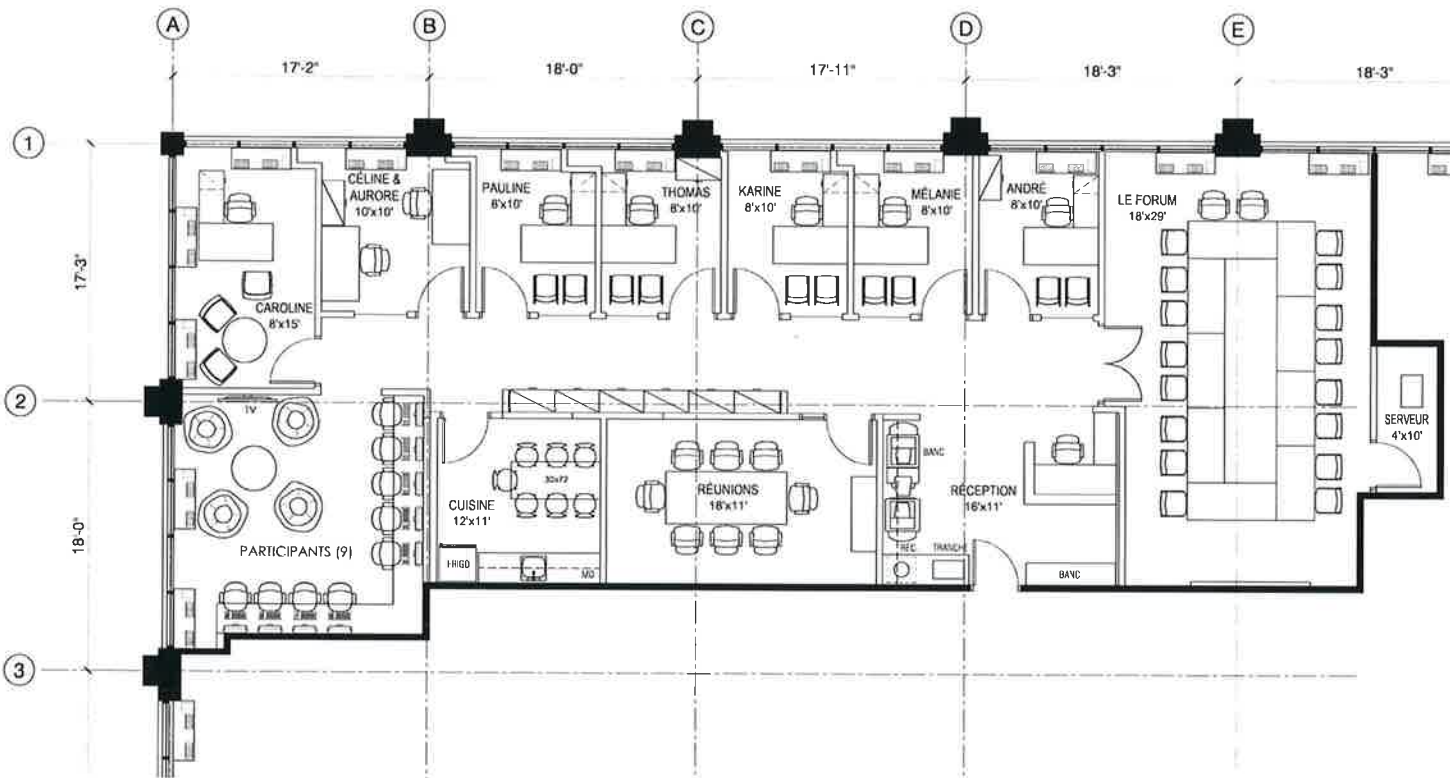 A
B
C
D
E
17'-2"
18'-0"
17'-11"
18'-3"
18'-3"
1
17'-3"
2
18'-0"
3
CÉLINE &
AURORE
10'x10'
PAULINE
8'x10'
THOMAS
8'x10'
KARINE
8'x10'
MÉLANIE
8'x10'
ANDRÉ
8'x10'
LE FORUM
18'x29'
CAROLINE
8'x15'
TV
PARTICIPANTS (9)
CUISINE
12'x11'
30x72
FRIGO
MO
RÉUNIONS
18'x11'
BANC
RÉCEPTION
16'x11'
REC
TRANCHE
BANC
SERVEUR
4'x10'